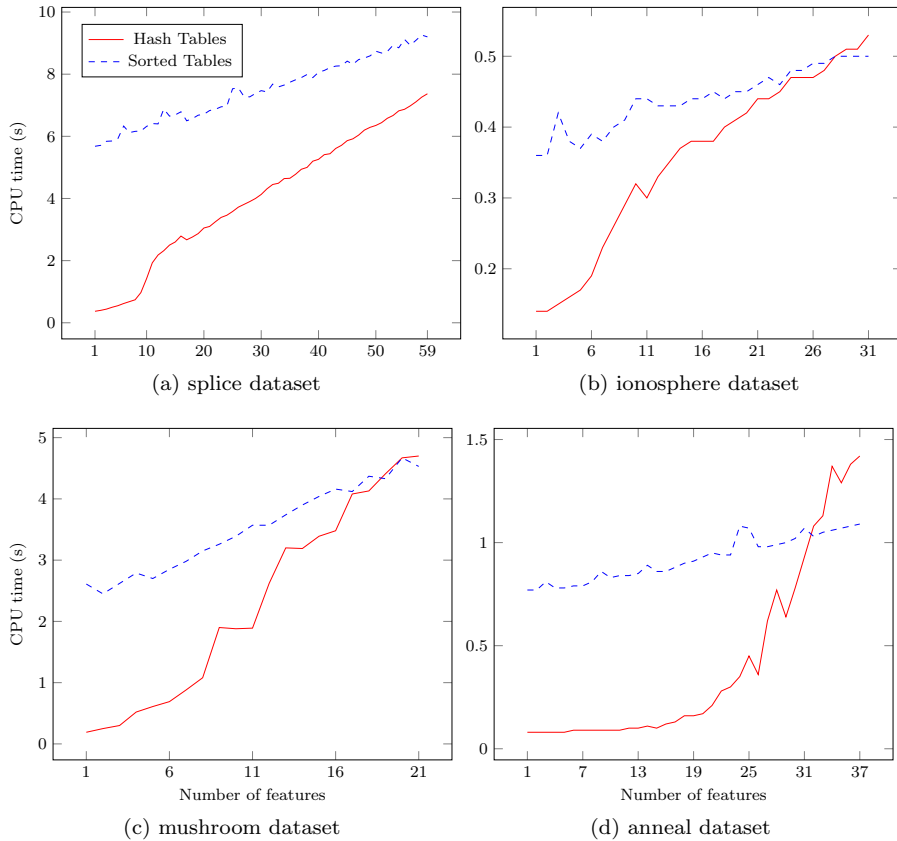 Hash Tables
Sorted Tables
CPU time (s)
10
8
6
4
2
0
1 10 20 30 40 50 59
(a) splice dataset
0.5
0.4
0.3
0.2
1 6 11 16 21 26 31
(b) ionosphere dataset
CPU time (s)
5
4
3
2
1
0
1 6 11 16 21
Number of features
(c) mushroom dataset
1.5
1
0.5
0
1 7 13 19 25 31 37
Number of features
(d) anneal dataset